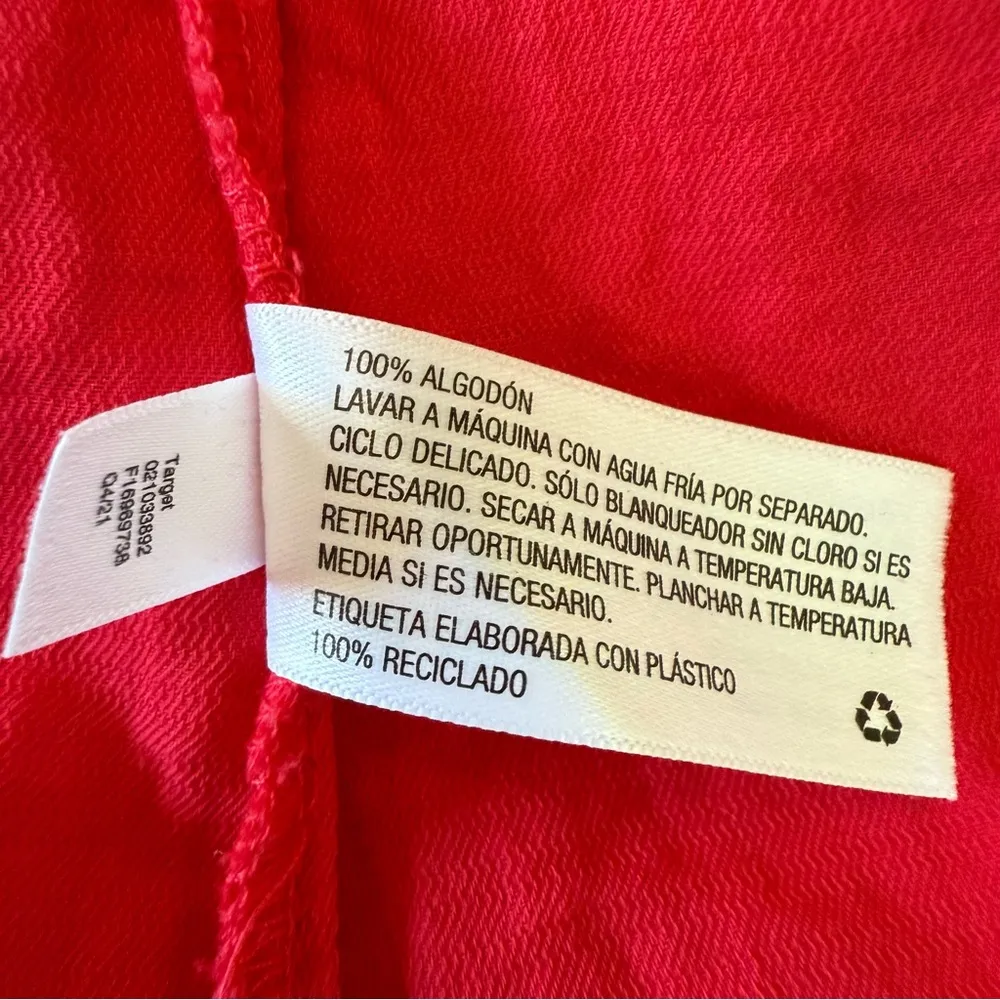 100% ALGODÓN
LAVAR A MÁQUINA CON AGUA FRÍA POR SEPARADO.
CICLO DELICADO. SÓLO BLANQUEADOR SIN CLORO SI ES
NECESARIO. SECAR A MÁQUINA A TEMPERATURA BAJA.
RETIRAR OPORTUNAMENTE. PLANCHAR A TEMPERATURA
MEDIA SI ES NECESARIO.
ETIQUETA ELABORADA CON PLÁSTICO
100% RECICLADO
Target
021033892
F16969738
Q4/21